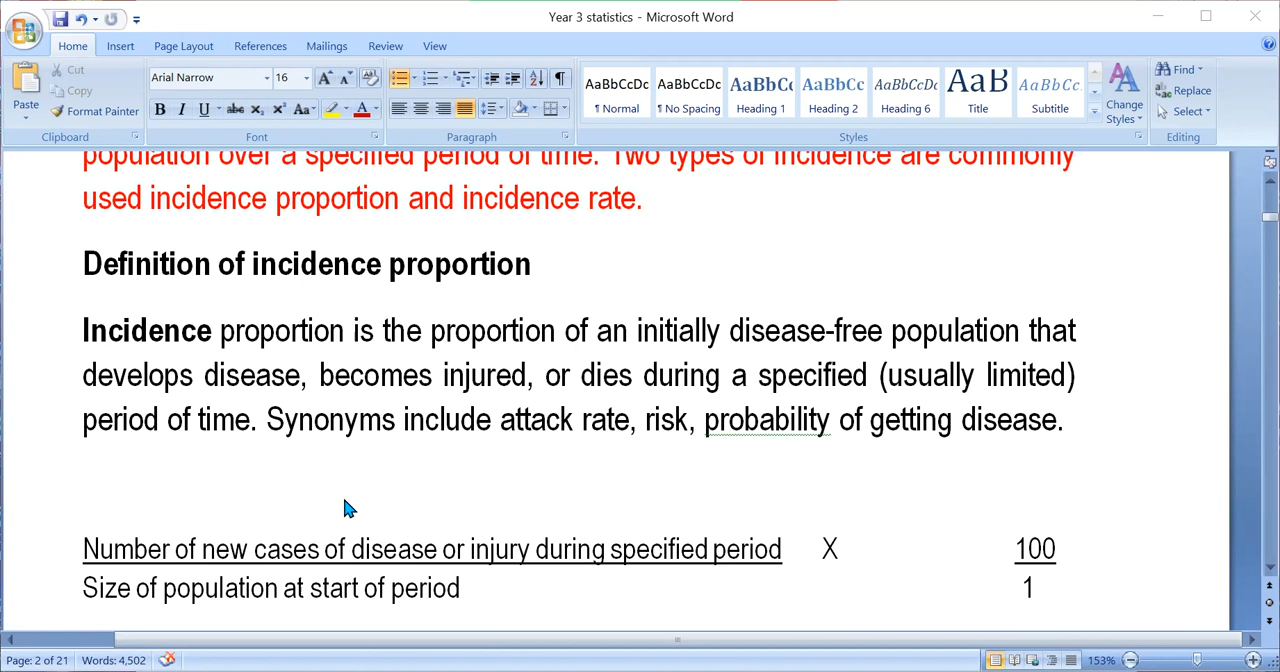 Year 3 statistics - Microsoft Word
Home Insert Page Layout References Mailings Review View
Paste
Cut
Copy
Format Painter
Clipboard
Arial Narrow 16
B I U abc X₂ X² Aa
Font
Paragraph
AaBbCcDc AaBbCcDc AaBbCc AaBbCc AaBbCcDc AaB AaBbCc
¶ Normal ¶ No Spacing Heading 1 Heading 2 Heading 6 Title Subtitle
Change Styles
Styles
Find
Replace
Select
Editing
population over a specified period of time. Two types of incidence are commonly
used incidence proportion and incidence rate.
Definition of incidence proportion
Incidence proportion is the proportion of an initially disease-free population that
develops disease, becomes injured, or dies during a specified (usually limited)
period of time. Synonyms include attack rate, risk, probability of getting disease.
Number of new cases of disease or injury during specified period X 100
Size of population at start of period 1
Page: 2 of 21 Words: 4,502 153%